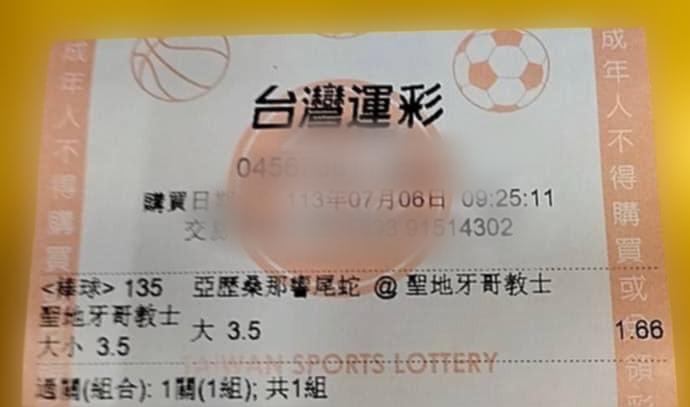 台灣運彩
0456
購買日期 113年07月06日 09:25:11
交易 91514302
<棒球> 135 亞歷桑那響尾蛇 @ 聖地牙哥教士
聖地牙哥教士
大小 3.5 大 3.5 1.66
TAIWAN SPORTS LOTTERY
過關(組合): 1關(1組); 共1組
成年人不得購買
成年人不得購買或領彩